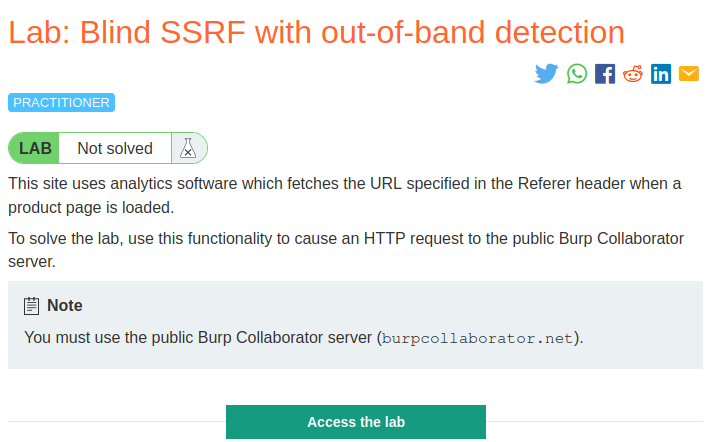 Lab: Blind SSRF with out-of-band detection
PRACTITIONER
LAB Not solved
This site uses analytics software which fetches the URL specified in the Referer header when a
product page is loaded.
To solve the lab, use this functionality to cause an HTTP request to the public Burp Collaborator
server.
Note
You must use the public Burp Collaborator server (burpcollaborator.net).
Access the lab